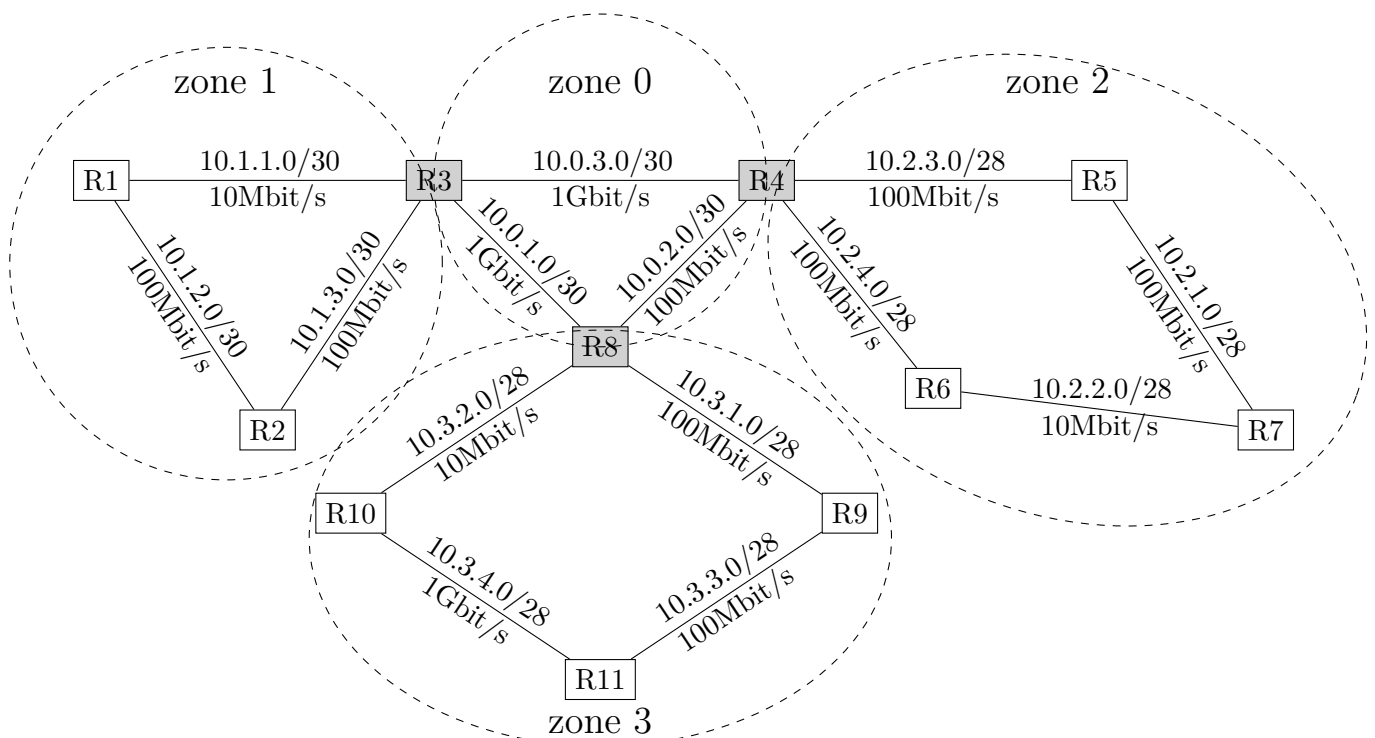 zone 1
zone 0
zone 2
R1
10.1.1.0/30
10Mbit/s
R3
10.0.3.0/30
1Gbit/s
R4
10.2.3.0/28
100Mbit/s
R5
10.1.2.0/30
100Mbit/s
10.1.3.0/30
100Mbit/s
10.0.1.0/30
1Gbit/s
10.0.2.0/30
100Mbit/s
10.2.4.0/28
100Mbit/s
10.2.1.0/28
100Mbit/s
R8
R6
10.2.2.0/28
10Mbit/s
R7
R2
10.3.2.0/28
10Mbit/s
10.3.1.0/28
100Mbit/s
R10
R9
10.3.4.0/28
1Gbit/s
10.3.3.0/28
100Mbit/s
R11
zone 3